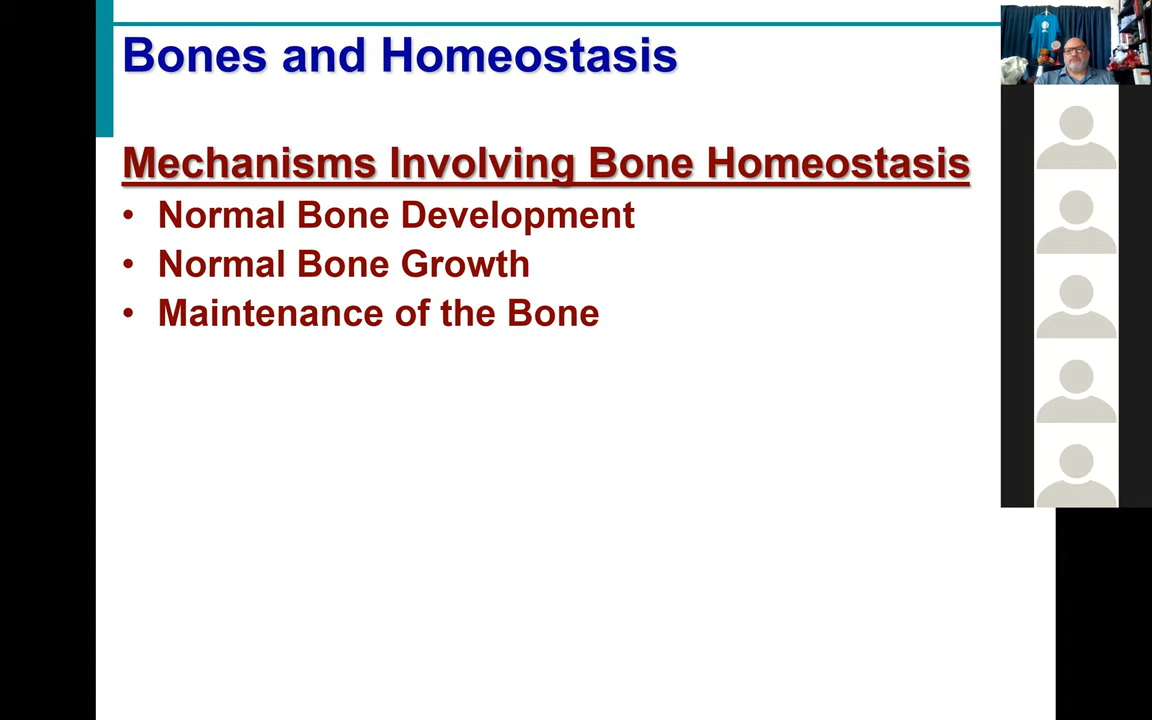 Bones and Homeostasis
Mechanisms Involving Bone Homeostasis
• Normal Bone Development
• Normal Bone Growth
• Maintenance of the Bone